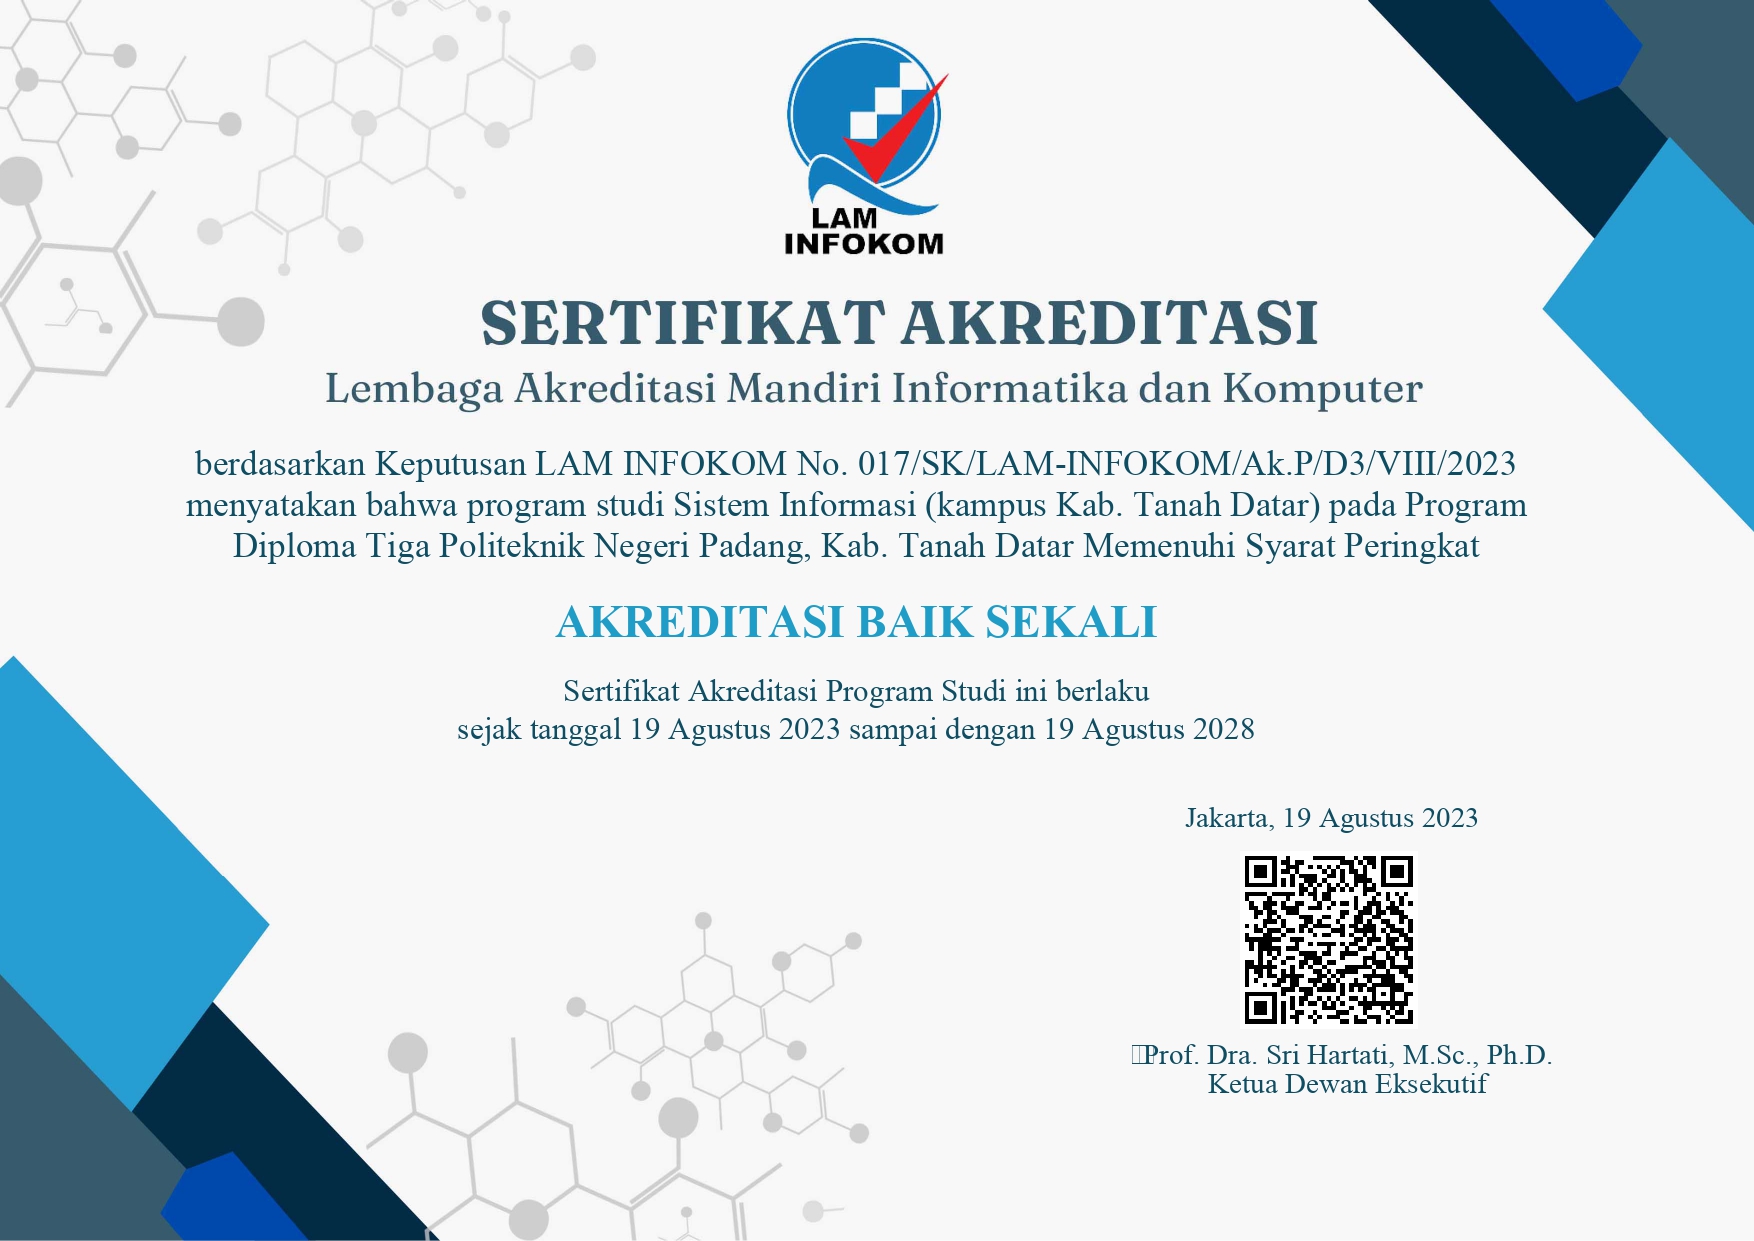 LAM
INFOKOM
SERTIFIKAT AKREDITASI
Lembaga Akreditasi Mandiri Informatika dan Komputer
berdasarkan Keputusan LAM INFOKOM No. 017/SK/LAM-INFOKOM/Ak.P/D3/VIII/2023
menyatakan bahwa program studi Sistem Informasi (kampus Kab. Tanah Datar) pada Program
Diploma Tiga Politeknik Negeri Padang, Kab. Tanah Datar Memenuhi Syarat Peringkat
AKREDITASI BAIK SEKALI
Sertifikat Akreditasi Program Studi ini berlaku
sejak tanggal 19 Agustus 2023 sampai dengan 19 Agustus 2028
Jakarta, 19 Agustus 2023
Prof. Dra. Sri Hartati, M.Sc., Ph.D.
Ketua Dewan Eksekutif